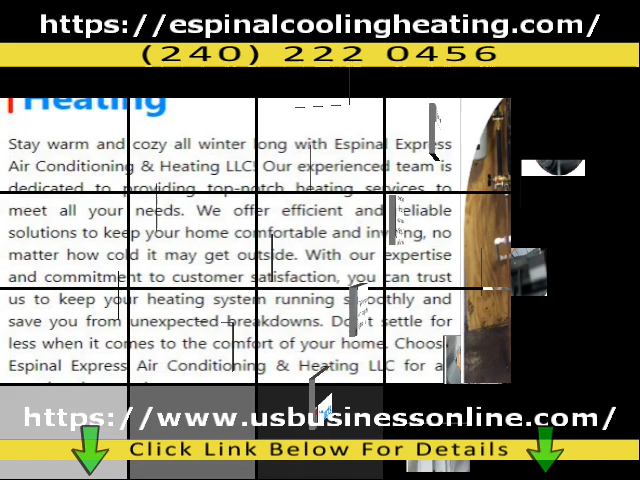 https://espinalcoolingheating.com/
(240) 222 0456
Heating
Stay warm and cozy all winter long with Espinal Express
Air Conditioning & Heating LLC! Our experienced team is
dedicated to providing top-notch heating services to
meet all your needs. We offer efficient and reliable
solutions to keep your home comfortable and inviting, no
matter how cold it may get outside. With our expertise
and commitment to customer satisfaction, you can trust
us to keep your heating system running smoothly and
save you from unexpected breakdowns. Don't settle for
less when it comes to the comfort of your home. Choose
Espinal Express Air Conditioning & Heating LLC for
https://www.usbusinessonline.com/
Click Link Below For Details